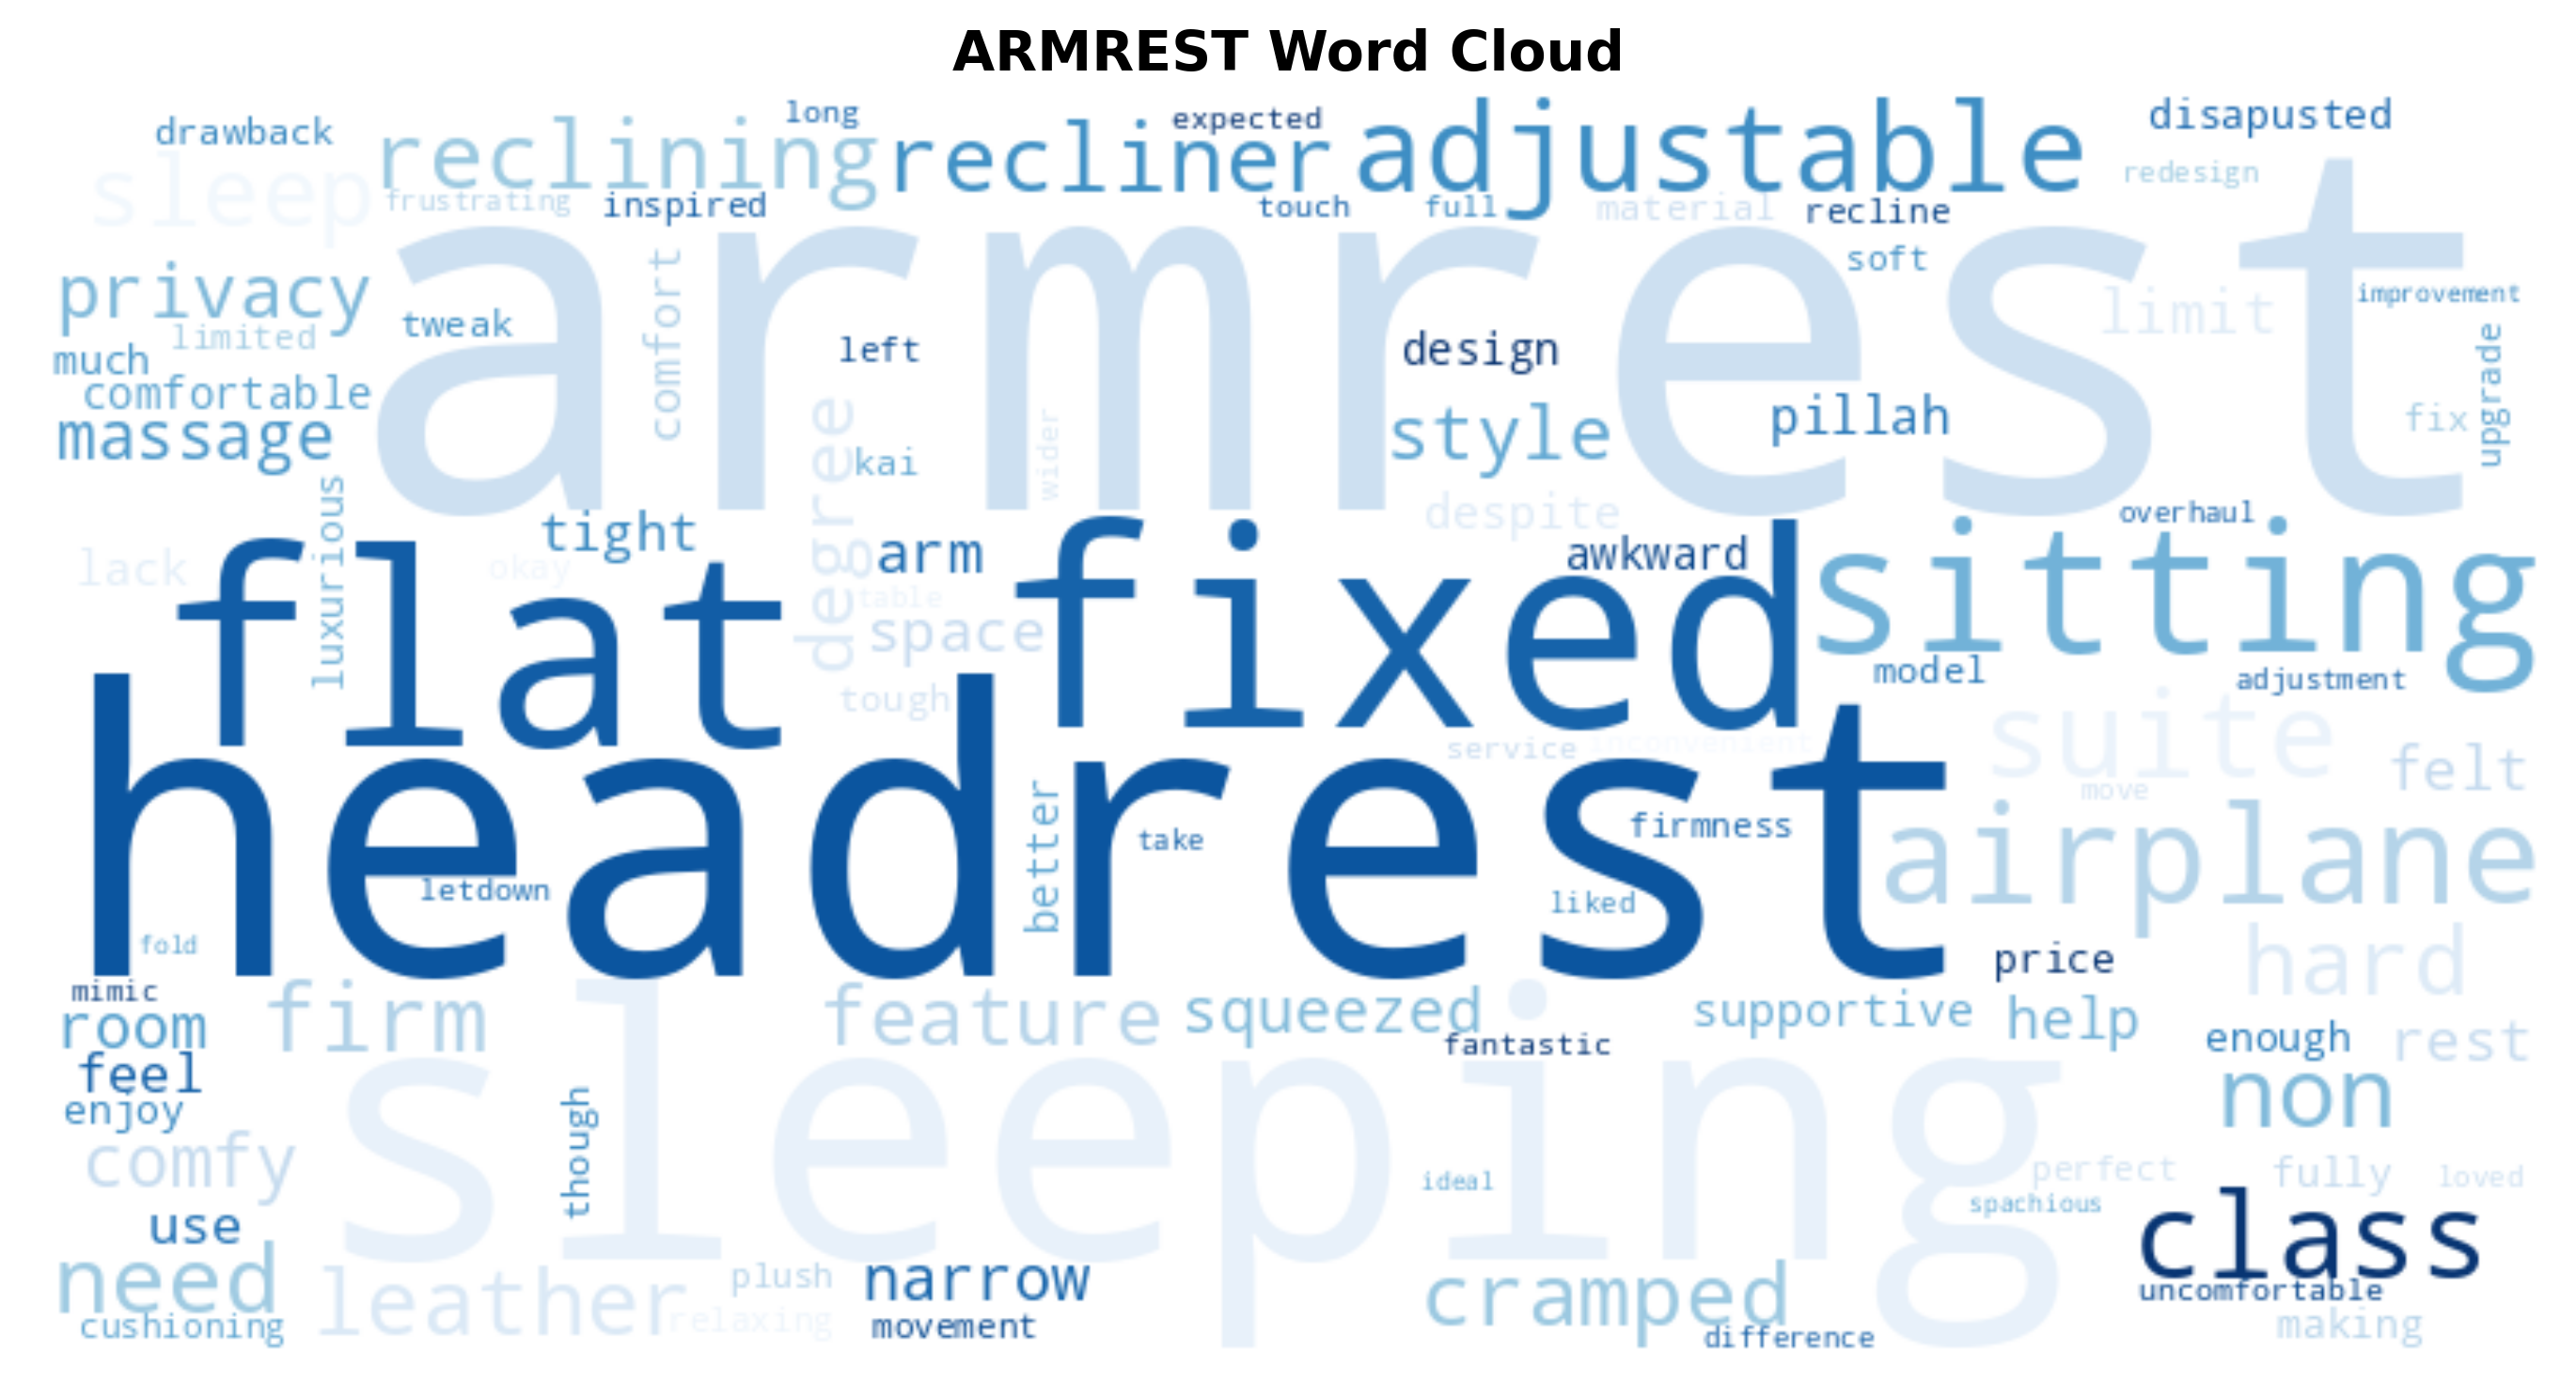 ARMREST Word Cloud
drawback
reclining
long
recliner
expected
adjustable
disapusted
sleep
frustrating
inspired
touch
full
material
recline
redesign
soft
armrest
privacy
limited
tweak
comfort
left
design
limit
improvement
much
comfortable
massage
degree
kai
wider
style
pillah
fix
upgrade
luxurious
tight
arm
despite
awkward
overhaul
lack
okay
flat
table
space
fixed
sitting
tough
model
adjustment
headrest
service
inconvenient
suite
felt
move
better
take
firmness
airplane
letdown
liked
fold
price
hard
mimic
room
firm
feature
squeezed
supportive
help
fantastic
enough
rest
feel
enjoy
non
sleeping
comfy
though
ideal
perfect
fully
loved
spachious
use
class
need
leather
plush
narrow
cramped
uncomfortable
cushioning
relaxing
movement
difference
making